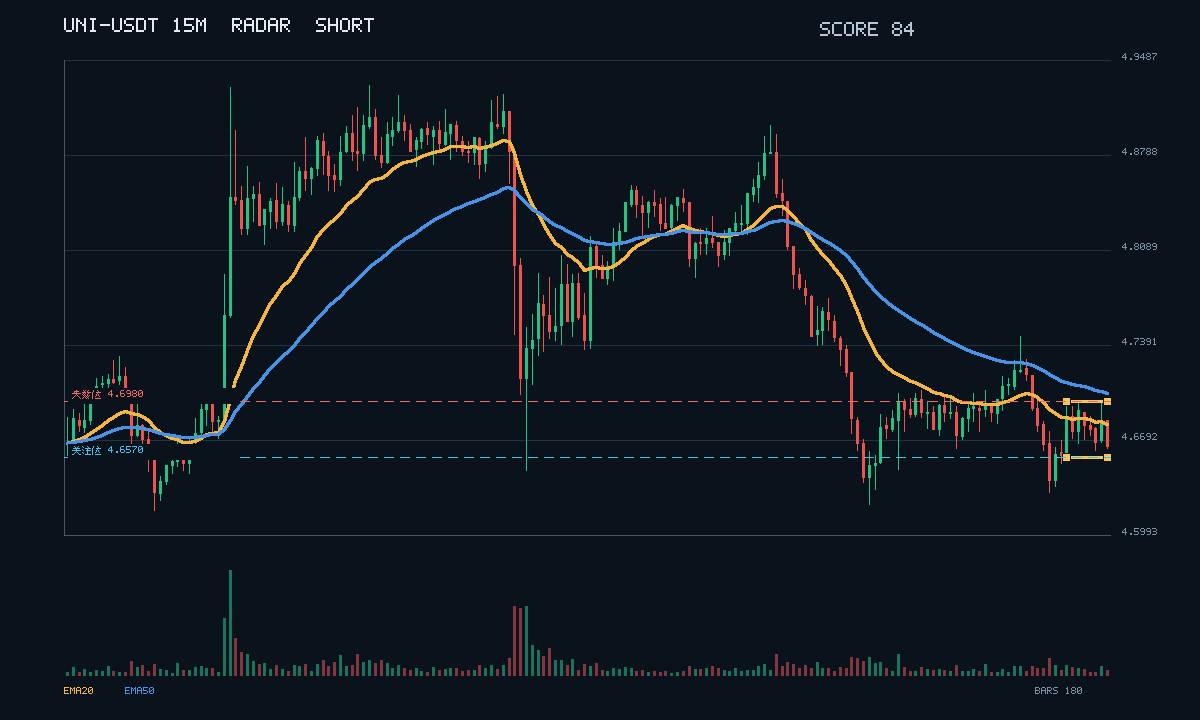 UNI-USDT 15M RADAR SHORT
SCORE 84
4.9487
4.8788
4.8089
4.7391
失效位 4.6980
4.6692
关注位 4.6570
4.5993
EMA20 EMA50
BARS 180